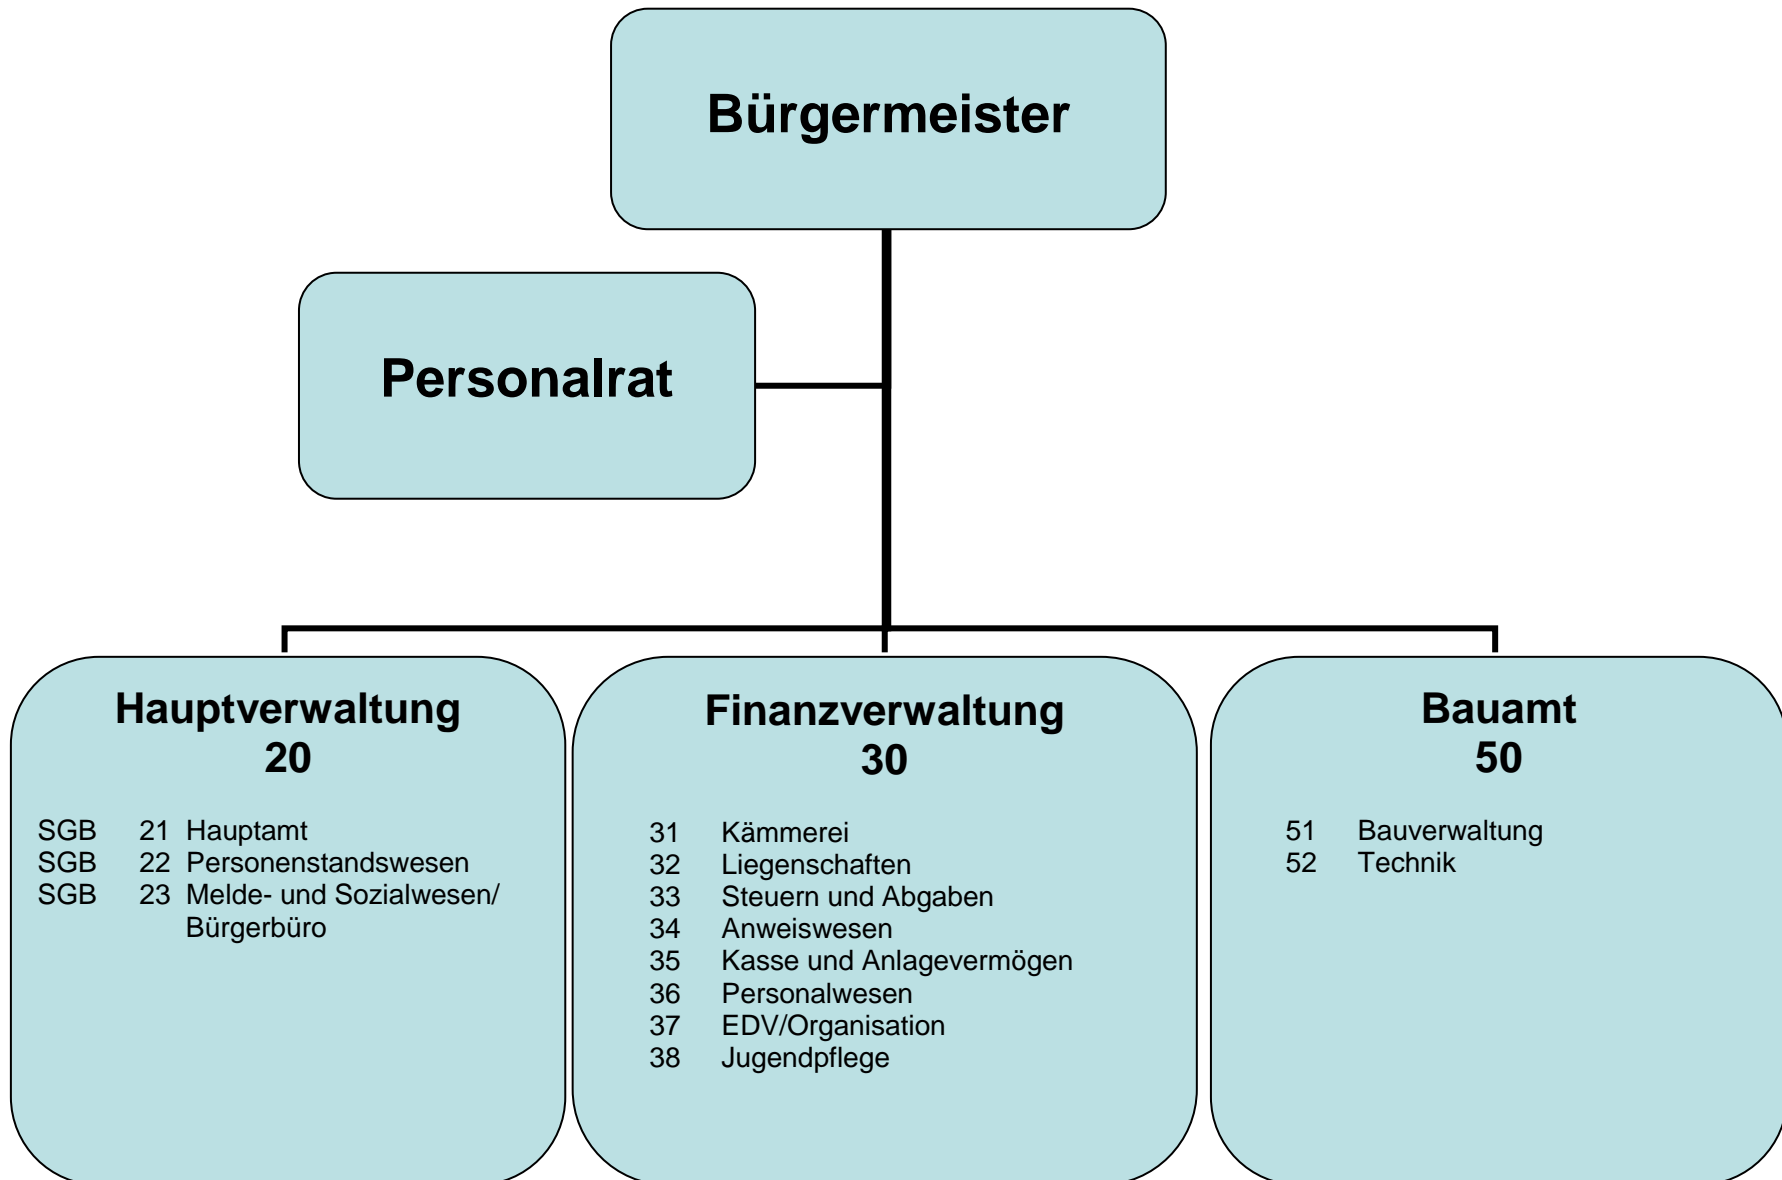 Bürgermeister
Personalrat
Hauptverwaltung
20
SGB 21 Hauptamt
SGB 22 Personenstandswesen
SGB 23 Melde- und Sozialwesen/
Bürgerbüro
Finanzverwaltung
30
31 Kämmerei
32 Liegenschaften
33 Steuern und Abgaben
34 Anweiswesen
35 Kasse und Anlagevermögen
36 Personalwesen
37 EDV/Organisation
38 Jugendpflege
Bauamt
50
51 Bauverwaltung
52 Technik